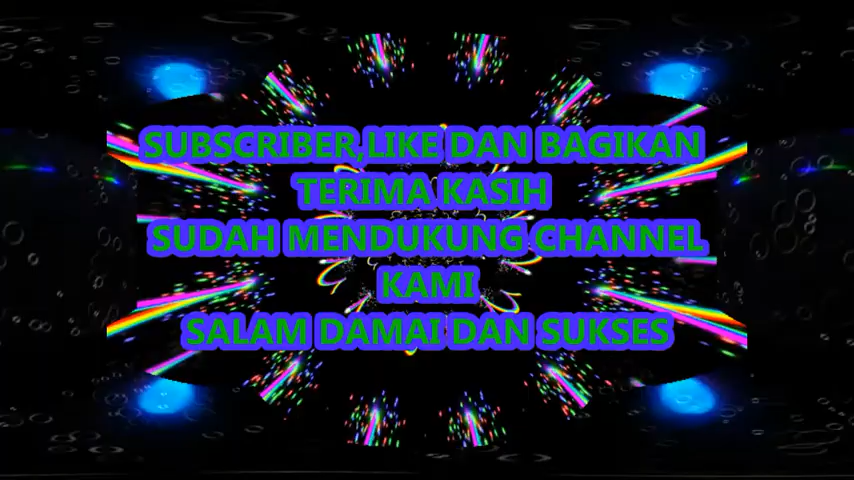 SUBSCRIBER,LIKE DAN BAGIKAN
TERIMA KASIH
SUDAH MENDUKUNG CHANNEL
KAMI
SALAM DAMAI DAN SUKSES